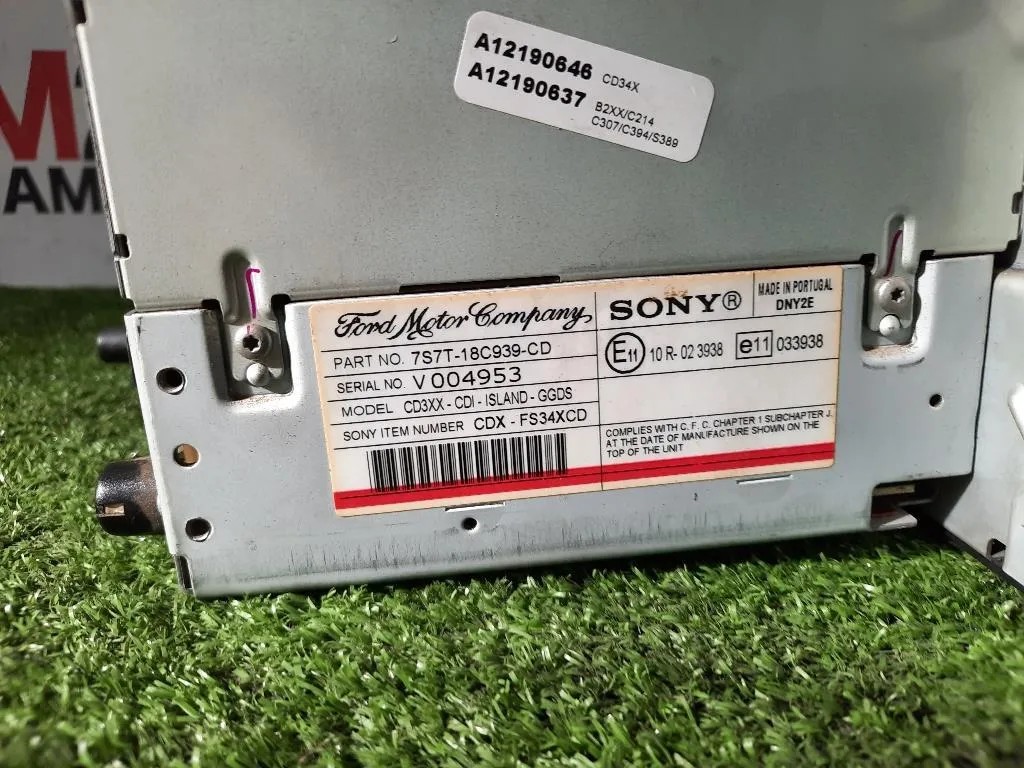 A12190646 CD34X
A12190637 B2XX/C214
C307/C394/S389
AM
Ford Motor Company
PART NO. 7S7T-18C939-CD
SERIAL NO. V 004953
MODEL CD3XX - CDI - ISLAND - GGDS
SONY ITEM NUMBER CDX - FS34XCD
SONY®
MADE IN PORTUGAL
DNY2E
E11 10 R- 02 3938 e11 033938
COMPLIES WITH C. F. C. CHAPTER 1 SUBCHAPTER J.
AT THE DATE OF MANUFACTURE SHOWN ON THE
TOP OF THE UNIT